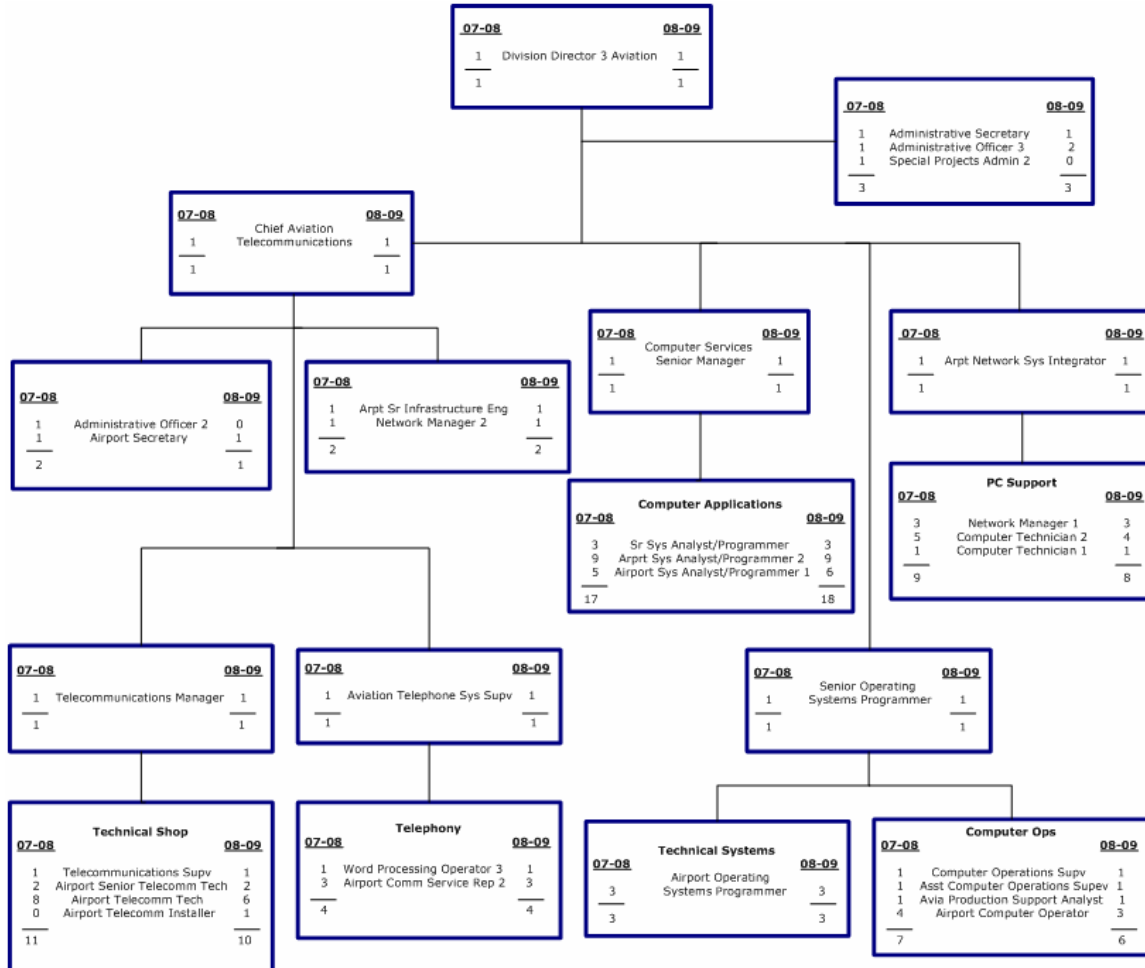 07-08 08-09
1 Division Director 3 Aviation 1
1 1
07-08 08-09
1 Administrative Secretary 1
1 Administrative Officer 3 2
1 Special Projects Admin 2 0
3 3
07-08 08-09
Chief Aviation
1 Telecommunications 1
1 1
07-08 08-09
Computer Services
1 Senior Manager 1
1 1
07-08 08-09
1 Arpt Network Sys Integrator 1
1 1
07-08 08-09
1 Administrative Officer 2 0
1 Airport Secretary 1
2 1
07-08 08-09
1 Arpt Sr Infrastructure Eng 1
1 Network Manager 2 1
2 2
Computer Applications
07-08 08-09
3 Sr Sys Analyst/Programmer 3
9 Arprt Sys Analyst/Programmer 2 9
5 Airport Sys Analyst/Programmer 1 6
17 18
PC Support
07-08 08-09
3 Network Manager 1 3
5 Computer Technician 2 4
1 Computer Technician 1 1
9 8
07-08 08-09
1 Telecommunications Manager 1
1 1
07-08 08-09
1 Aviation Telephone Sys Supv 1
1 1
07-08 08-09
Senior Operating
1 Systems Programmer 1
1 1
Technical Shop
07-08 08-09
1 Telecommunications Supv 1
2 Airport Senior Telecomm Tech 2
8 Airport Telecomm Tech 6
0 Airport Telecomm Installer 1
11 10
Telephony
07-08 08-09
1 Word Processing Operator 3 1
3 Airport Comm Service Rep 2 3
4 4
Technical Systems
07-08 08-09
Airport Operating
3 Systems Programmer 3
3 3
Computer Ops
07-08 08-09
1 Computer Operations Supv 1
1 Asst Computer Operations Supev 1
1 Avia Production Support Analyst 1
4 Airport Computer Operator 3
7 6